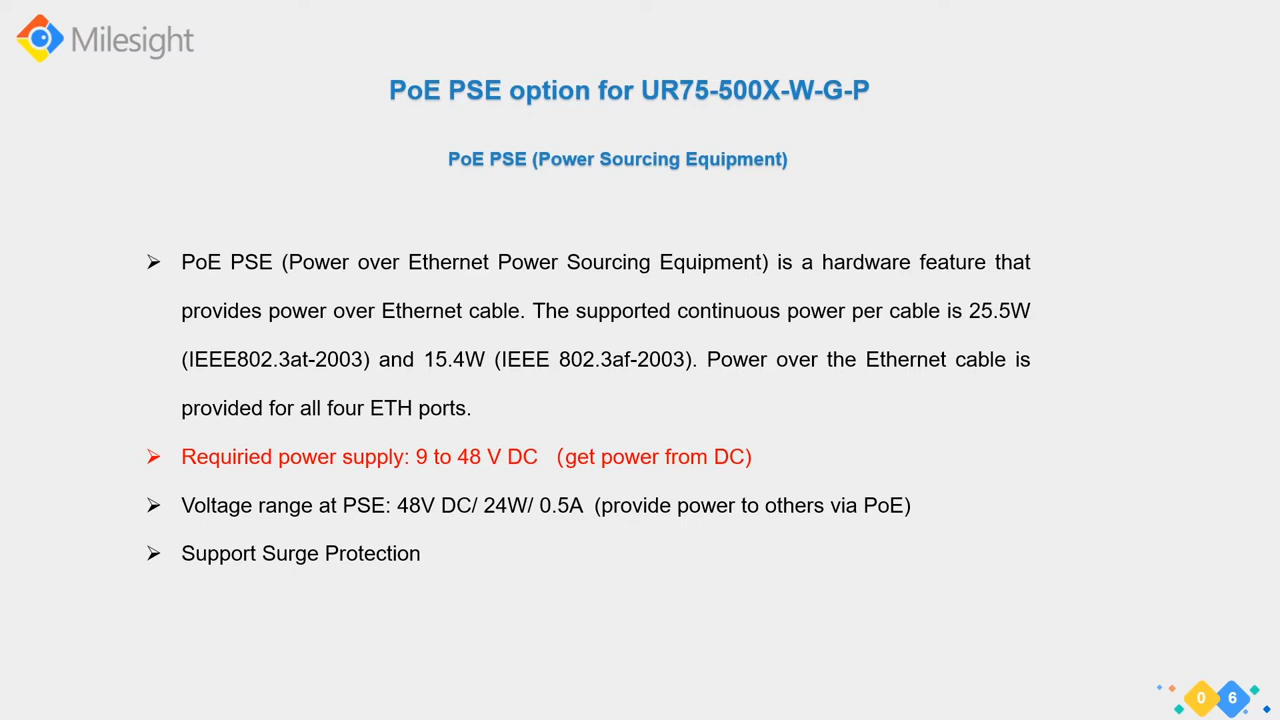 Milesight
PoE PSE option for UR75-500X-W-G-P
PoE PSE (Power Sourcing Equipment)
➢ PoE PSE (Power over Ethernet Power Sourcing Equipment) is a hardware feature that
provides power over Ethernet cable. The supported continuous power per cable is 25.5W
(IEEE802.3at-2003) and 15.4W (IEEE 802.3af-2003). Power over the Ethernet cable is
provided for all four ETH ports.
➢ Requiried power supply: 9 to 48 V DC （get power from DC)
➢ Voltage range at PSE: 48V DC/ 24W/ 0.5A (provide power to others via PoE)
➢ Support Surge Protection
0 6